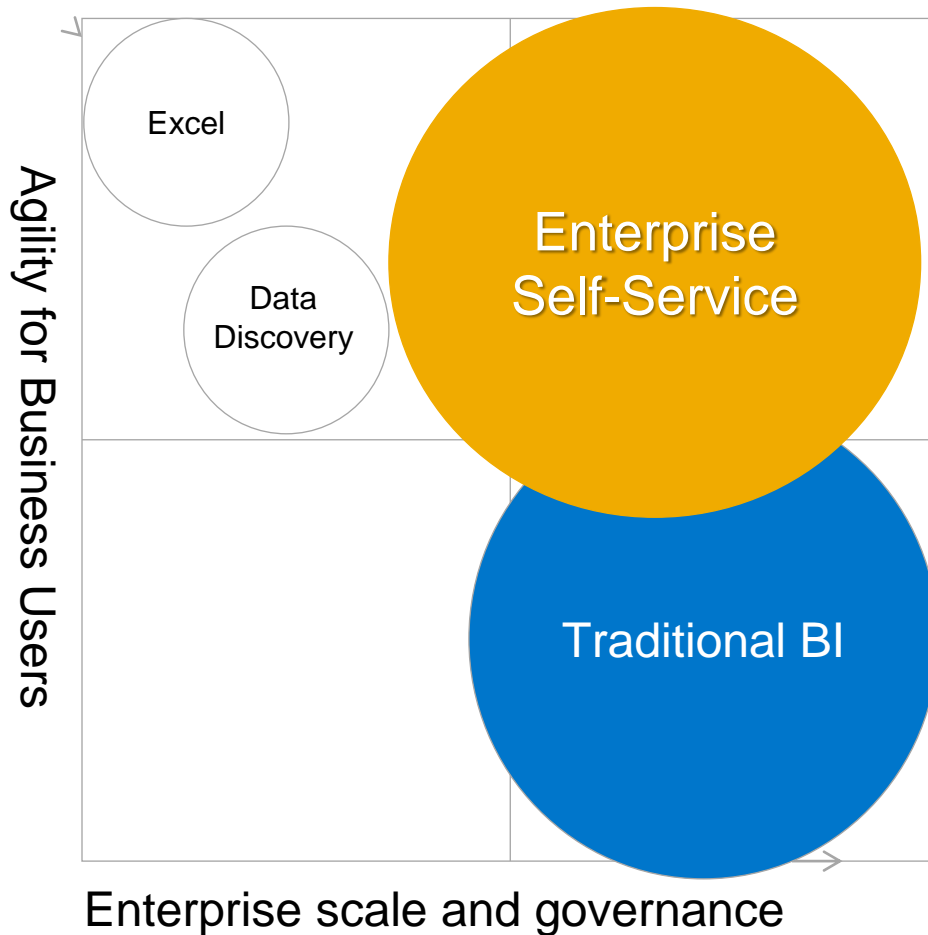 Excel
Enterprise
Self-Service
Data
Discovery
Agility for Business Users
Traditional BI
Enterprise scale and governance